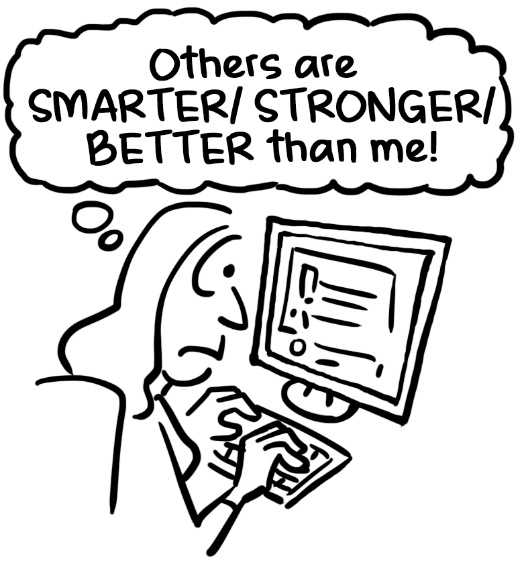 Others are
SMARTER/ STRONGER/
BETTER than me!